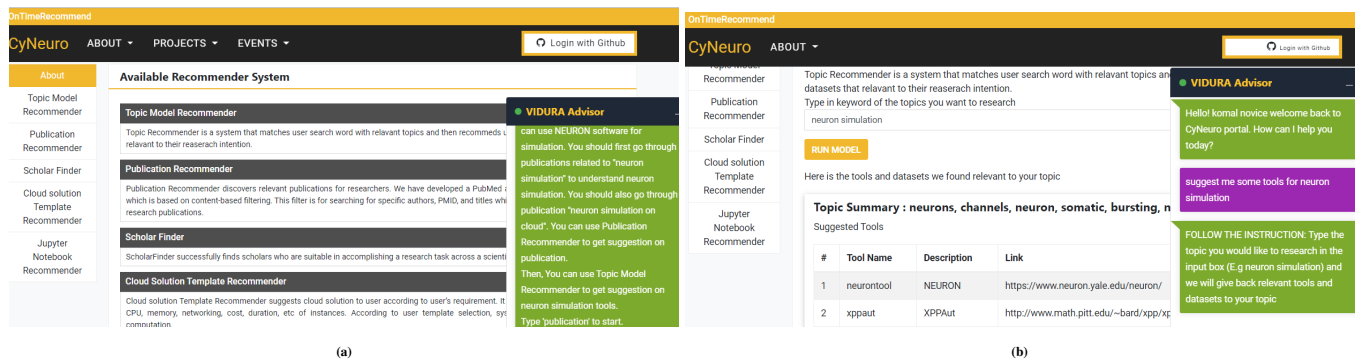 OnTimeRecommend
CyNeuro ABOUT PROJECTS EVENTS Login with Github
About
Topic Model
Recommender
Publication
Recommender
Scholar Finder
Cloud solution
Template
Recommender
Jupyter
Notebook
Recommender
Available Recommender System
Topic Model Recommender
Topic Recommender is a system that matches user search word with relevant topics and then recommeds
relevant to their reaserach intention.
Publication Recommender
Publication Recommender discovers relevant publications for researchers. We have developed a PubMed
which is based on content-based filtering. This filter is for searching for specific authors, PMID, and titles
research publications.
Scholar Finder
ScholarFinder successfully finds scholars who are suitable in accomplishing a research task across a
Cloud Solution Template Recommender
Cloud solution Template Recommender suggests cloud solution to user according to user's requirement. It
CPU, memory, networking, cost, duration, etc of instances. According to user template selection,
computation.
VIDURA Advisor
can use NEURON software for
simulation. You should first go through
publications related to "neuron
simulation" to understand neuron
simulation. You should also go through
publication "neuron simulation on
cloud". You can use Publication
Recommender to get suggestion on
publication.
Then, You can use Topic Model
Recommender to get suggestion on
neuron simulation tools.
Type 'publication' to start.
(a)
OnTimeRecommend
CyNeuro ABOUT Login with Github
Topic Model
Recommender
Publication
Recommender
Scholar Finder
Cloud solution
Template
Recommender
Jupyter
Notebook
Recommender
Topic Recommender is a system that matches user search word with relavant topics
datasets that relevant to their reaserach intention.
Type in keyword of the topics you want to research
neuron simulation
RUN MODEL
Here is the tools and datasets we found relevant to your topic
Topic Summary : neurons, channels, neuron, somatic, bursting,
Suggested Tools
# Tool Name Description Link
1 neurontool NEURON https://www.neuron.yale.edu/neuron/
2 xppaut XPPAut http://www.math.pitt.edu/~bard/xpp/xp
VIDURA Advisor
Hello! komal novice welcome back to
CyNeuro portal. How can I help you
today?
suggest me some tools for neuron
simulation
FOLLOW THE INSTRUCTION: Type the
topic you would like to research in the
input box (E.g neuron simulation) and
we will give back relevant tools and
datasets to your topic
(b)